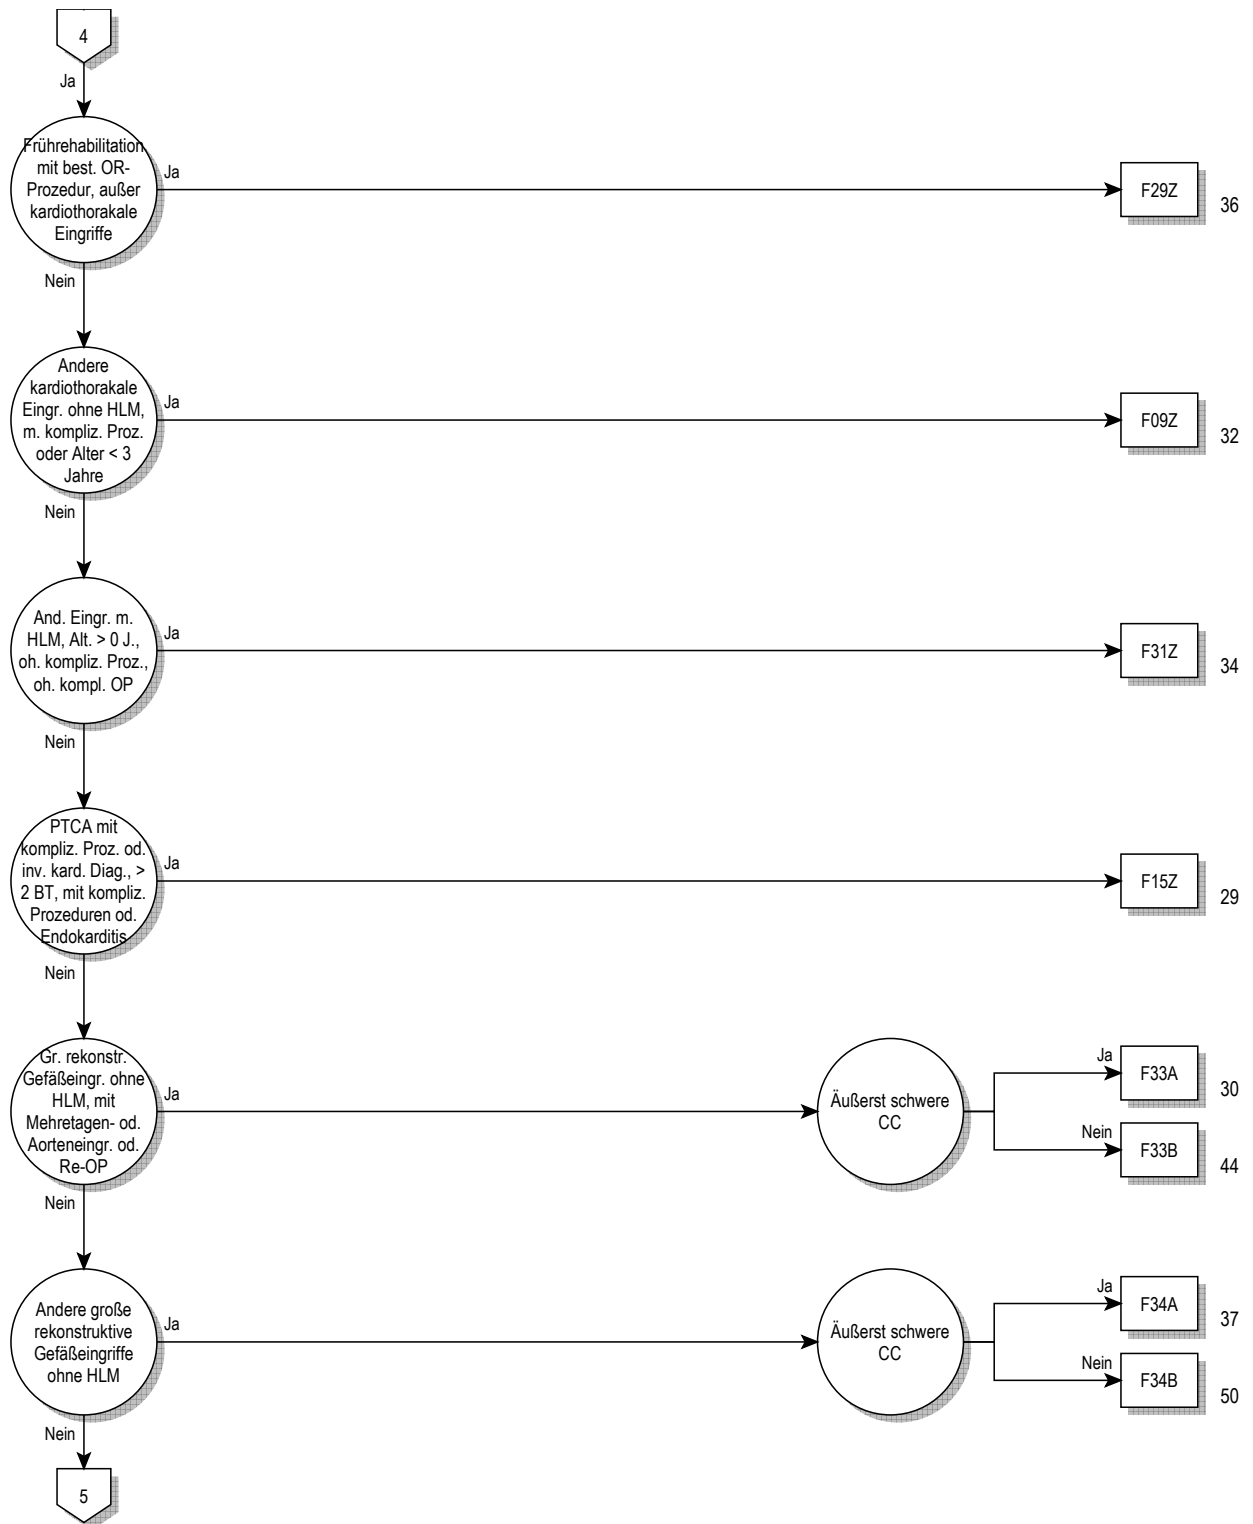 4
Ja
Frührehabilitation
mit best. OR-
Prozedur, außer
kardiothorakale
Eingriffe
Ja
F29Z
36
Nein
Andere
kardiothorakale
Eingr. ohne HLM,
m. kompliz. Proz.
oder Alter < 3
Jahre
Ja
F09Z
32
Nein
And. Eingr. m.
HLM, Alt. > 0 J.,
oh. kompliz. Proz.,
oh. kompl. OP
Ja
F31Z
34
Nein
PTCA mit
kompliz. Proz. od.
inv. kard. Diag., >
2 BT, mit kompliz.
Prozeduren od.
Endokarditis
Ja
F15Z
29
Nein
Gr. rekonstr.
Gefäßeingr. ohne
HLM, mit
Mehretagen- od.
Aorteneingr. od.
Re-OP
Ja
Äußerst schwere
CC
Ja
F33A
30
Nein
F33B
44
Nein
Andere große
rekonstruktive
Gefäßeingriffe
ohne HLM
Ja
Äußerst schwere
CC
Ja
F34A
37
Nein
F34B
50
Nein
5